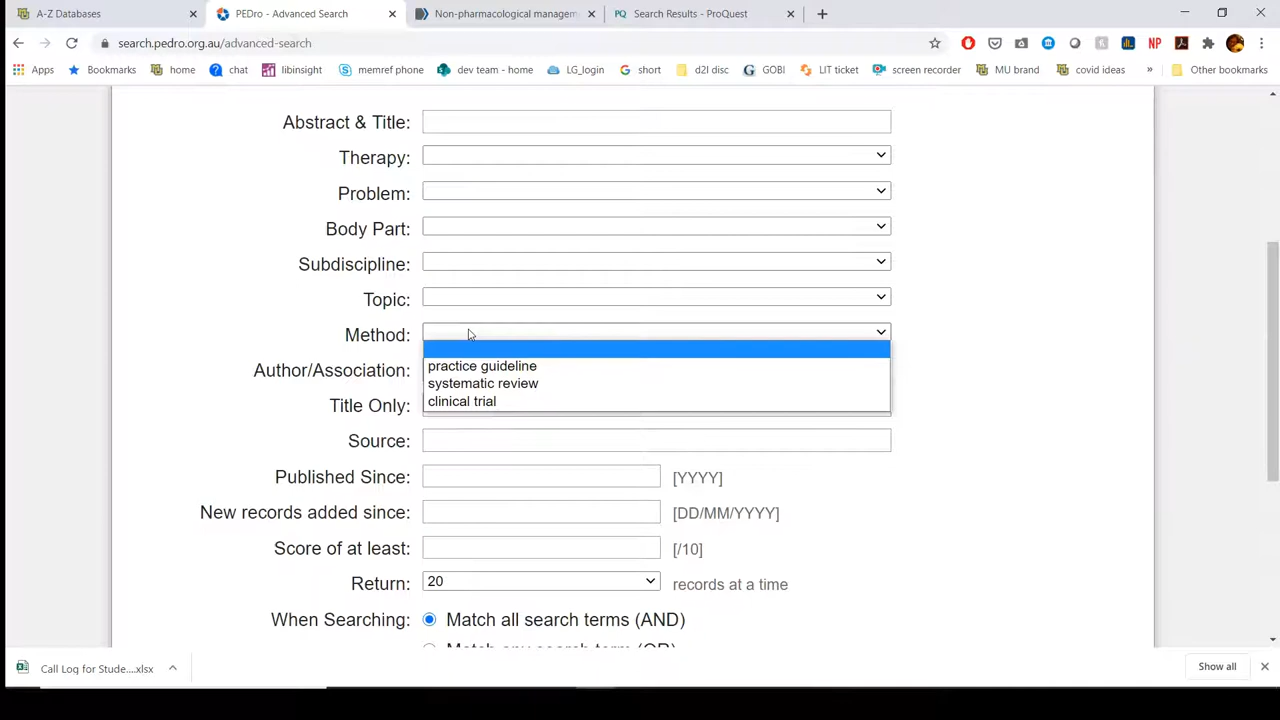 A-Z Databases
PEDro - Advanced Search
Non-pharmacological managem
Search Results - ProQuest
search.pedro.org.au/advanced-search
Apps Bookmarks home chat libinsight memref phone dev team - home LG_login short d2l disc GOBI LIT ticket screen recorder MU brand covid ideas » Other bookmarks
Abstract & Title:
Therapy:
Problem:
Body Part:
Subdiscipline:
Topic:
Method:
practice guideline
systematic review
clinical trial
Author/Association:
Title Only:
Source:
Published Since: [YYYY]
New records added since: [DD/MM/YYYY]
Score of at least: [/10]
Return: 20 records at a time
When Searching: Match all search terms (AND)
Match any search term (OR)
Call Log for Stude....xlsx
Show all